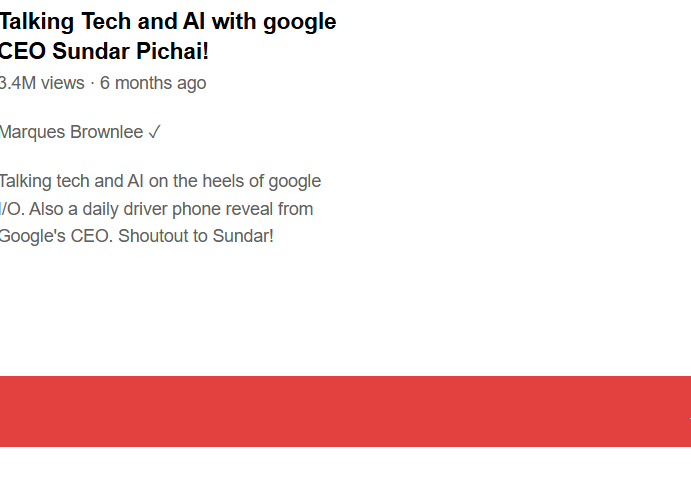 Talking Tech and AI with google
CEO Sundar Pichai!
3.4M views · 6 months ago
Marques Brownlee ✓
Talking tech and AI on the heels of google
I/O. Also a daily driver phone reveal from
Google's CEO. Shoutout to Sundar!